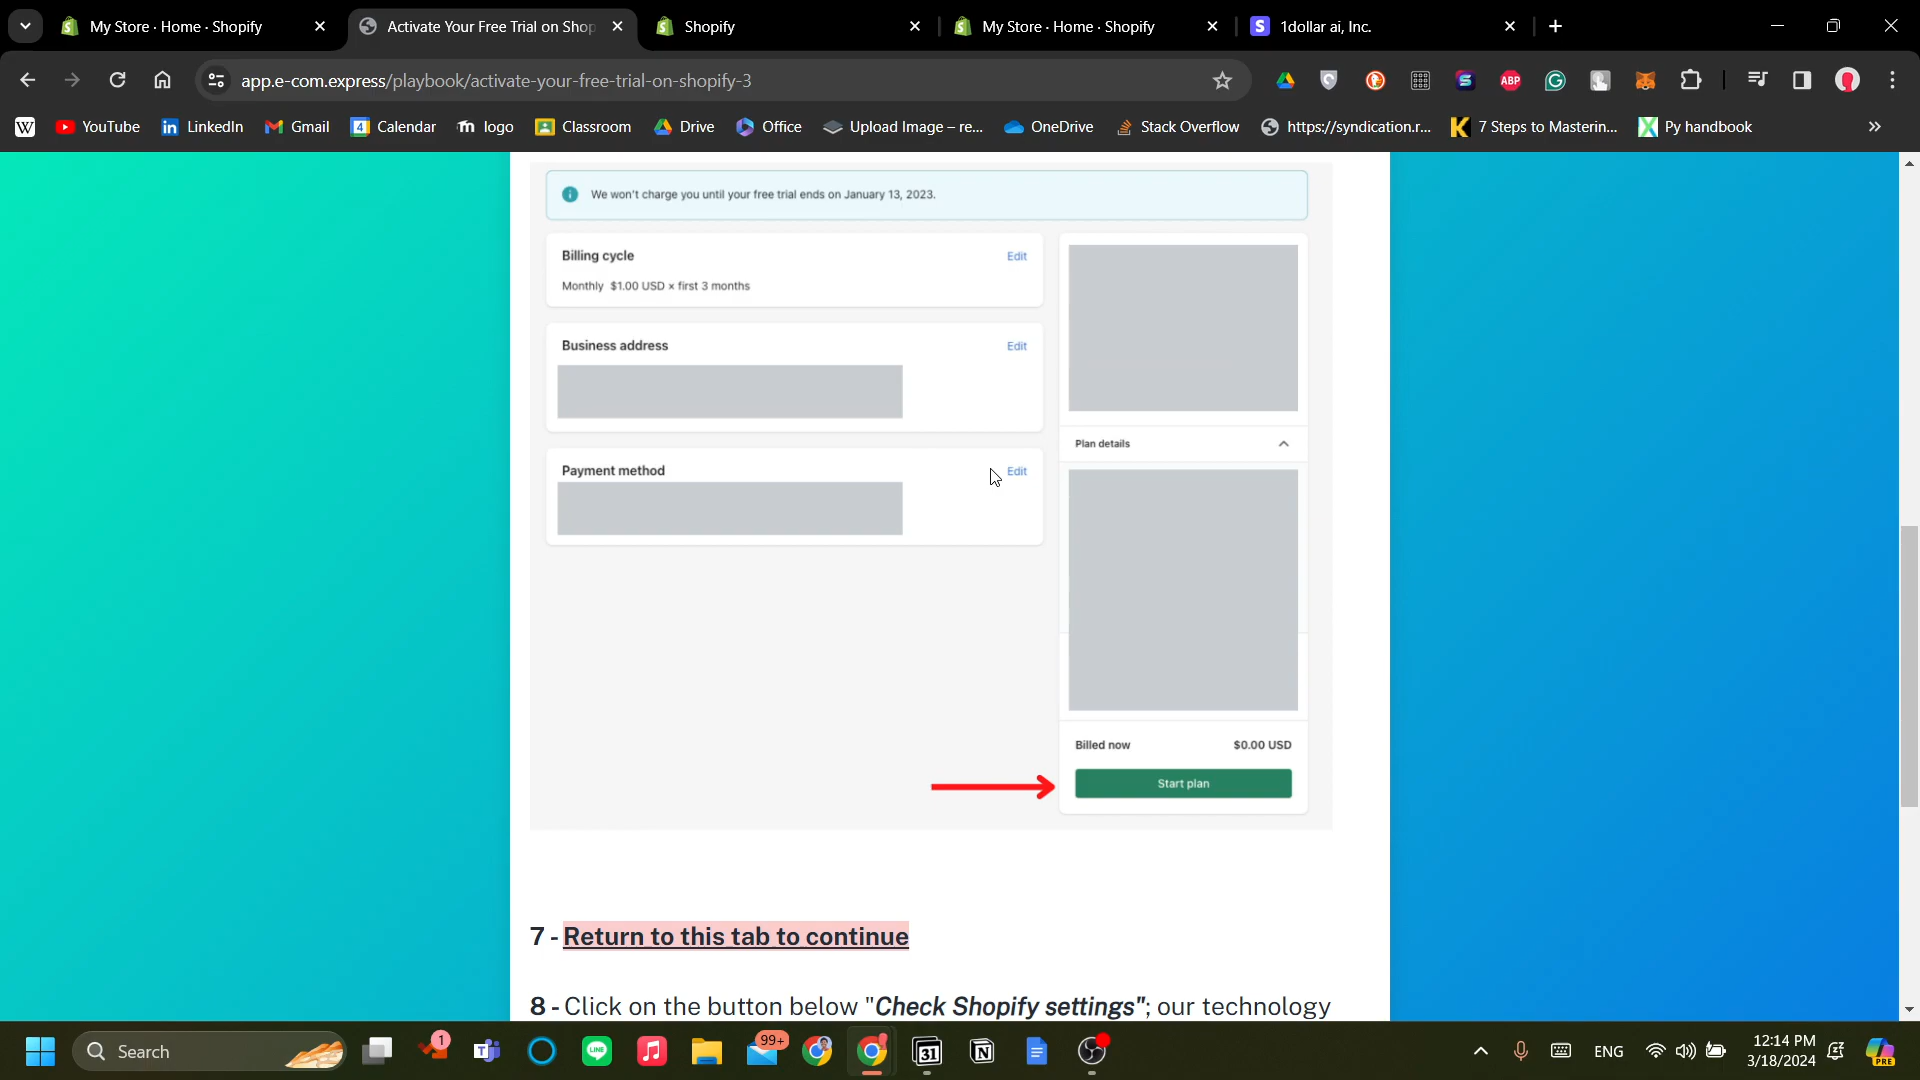 My Store · Home · Shopify
Activate Your Free Trial on Shop
Shopify
My Store · Home · Shopify
S 1dollar ai, Inc.
app.e-com.express/playbook/activate-your-free-trial-on-shopify-3
ABP
W YouTube LinkedIn Gmail 4 Calendar logo Classroom Drive Office Upload Image – re... OneDrive Stack Overflow https://syndication.r... 7 Steps to Masterin... Py handbook
We won't charge you until your free trial ends on January 13, 2023.
Billing cycle Edit
Monthly $1.00 USD × first 3 months
Business address Edit
Plan details
Payment method Edit
Billed now $0.00 USD
Start plan
7 - Return to this tab to continue
8 - Click on the button below "Check Shopify settings"; our technology
Search
1
LINE
99+
31
ENG
12:14 PM
3/18/2024
PRE